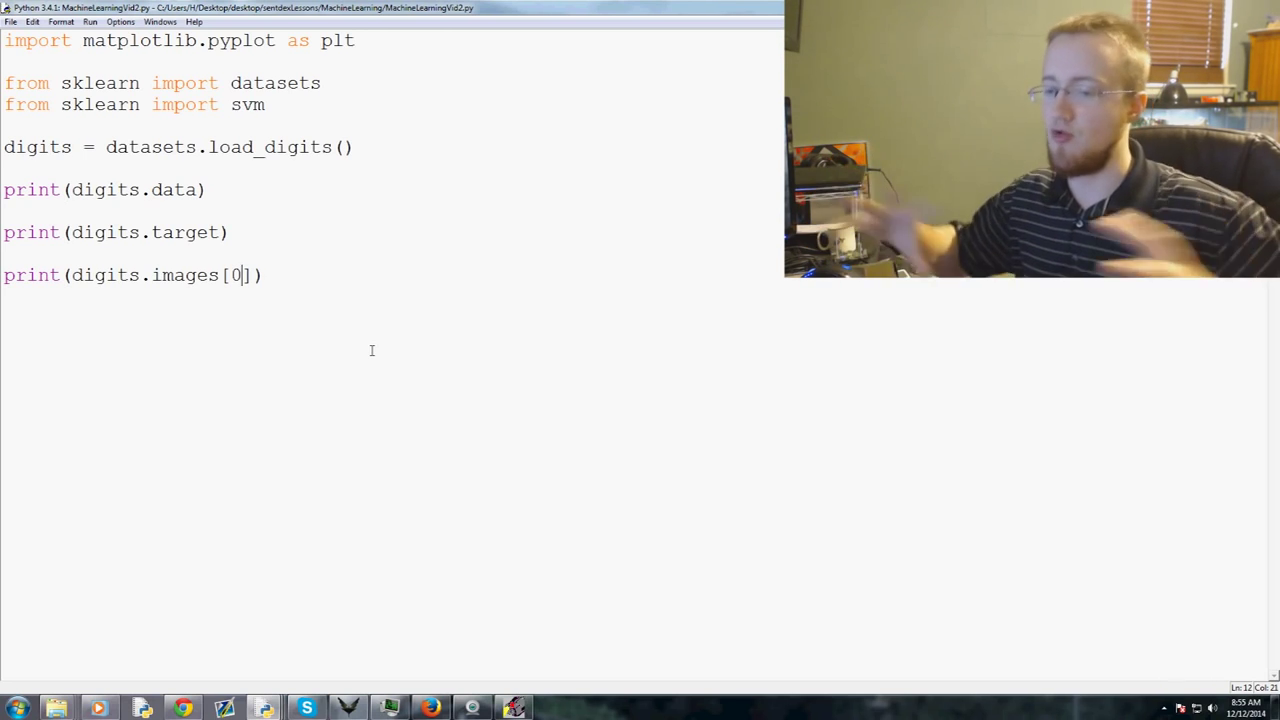 Python 3.4.1: MachineLearningVid2.py - C:/Users/H/Desktop/desktop/sentdexLessons/MachineLearning/MachineLearningVid2.py
File Edit Format Run Options Windows Help
import matplotlib.pyplot as plt
from sklearn import datasets
from sklearn import svm
digits = datasets.load_digits()
print(digits.data)
print(digits.target)
print(digits.images[0])
Ln: 12 Col: 21
8:55 AM
12/12/2014